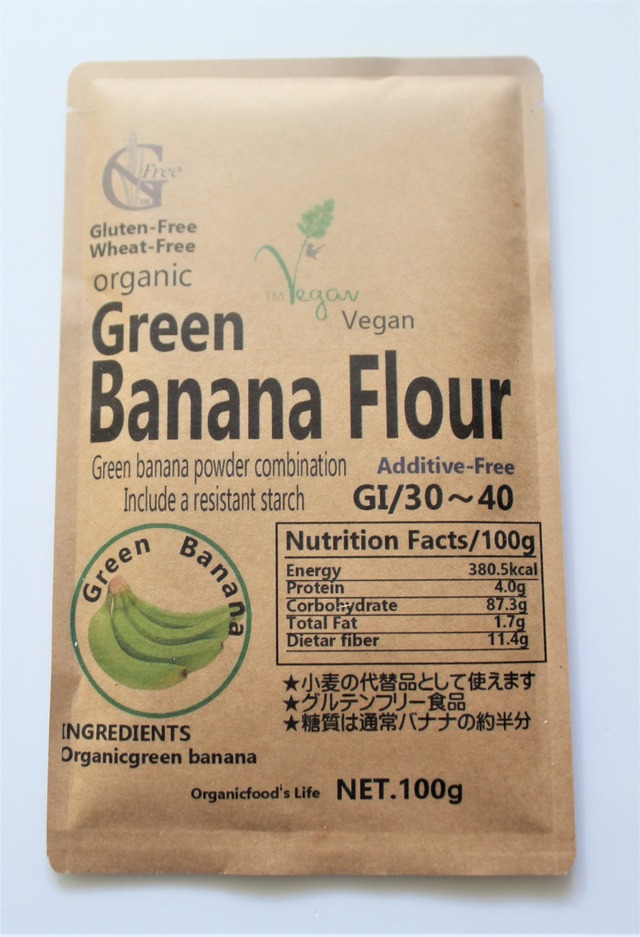 G Free
TM
Gluten-Free
Wheat-Free
organic
TM Vegan
Vegan
Green
Banana Flour
Green banana powder combination
Additive-Free
Include a resistant starch
GI/30～40
Green Banana
Nutrition Facts/100g
Energy 380.5kcal
Protein 4.0g
Corbohydrate 87.3g
Total Fat 1.7g
Dietar fiber 11.4g
★小麦の代替品として使えます
★グルテンフリー食品
★糖質は通常バナナの約半分
INGREDIENTS
Organicgreen banana
Organicfood's Life NET.100g